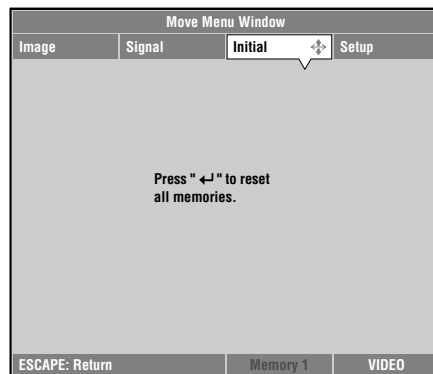 Move Menu Window
Image Signal Initial Setup
Press " ↵ " to reset
all memories.
ESCAPE: Return Memory 1 VIDEO